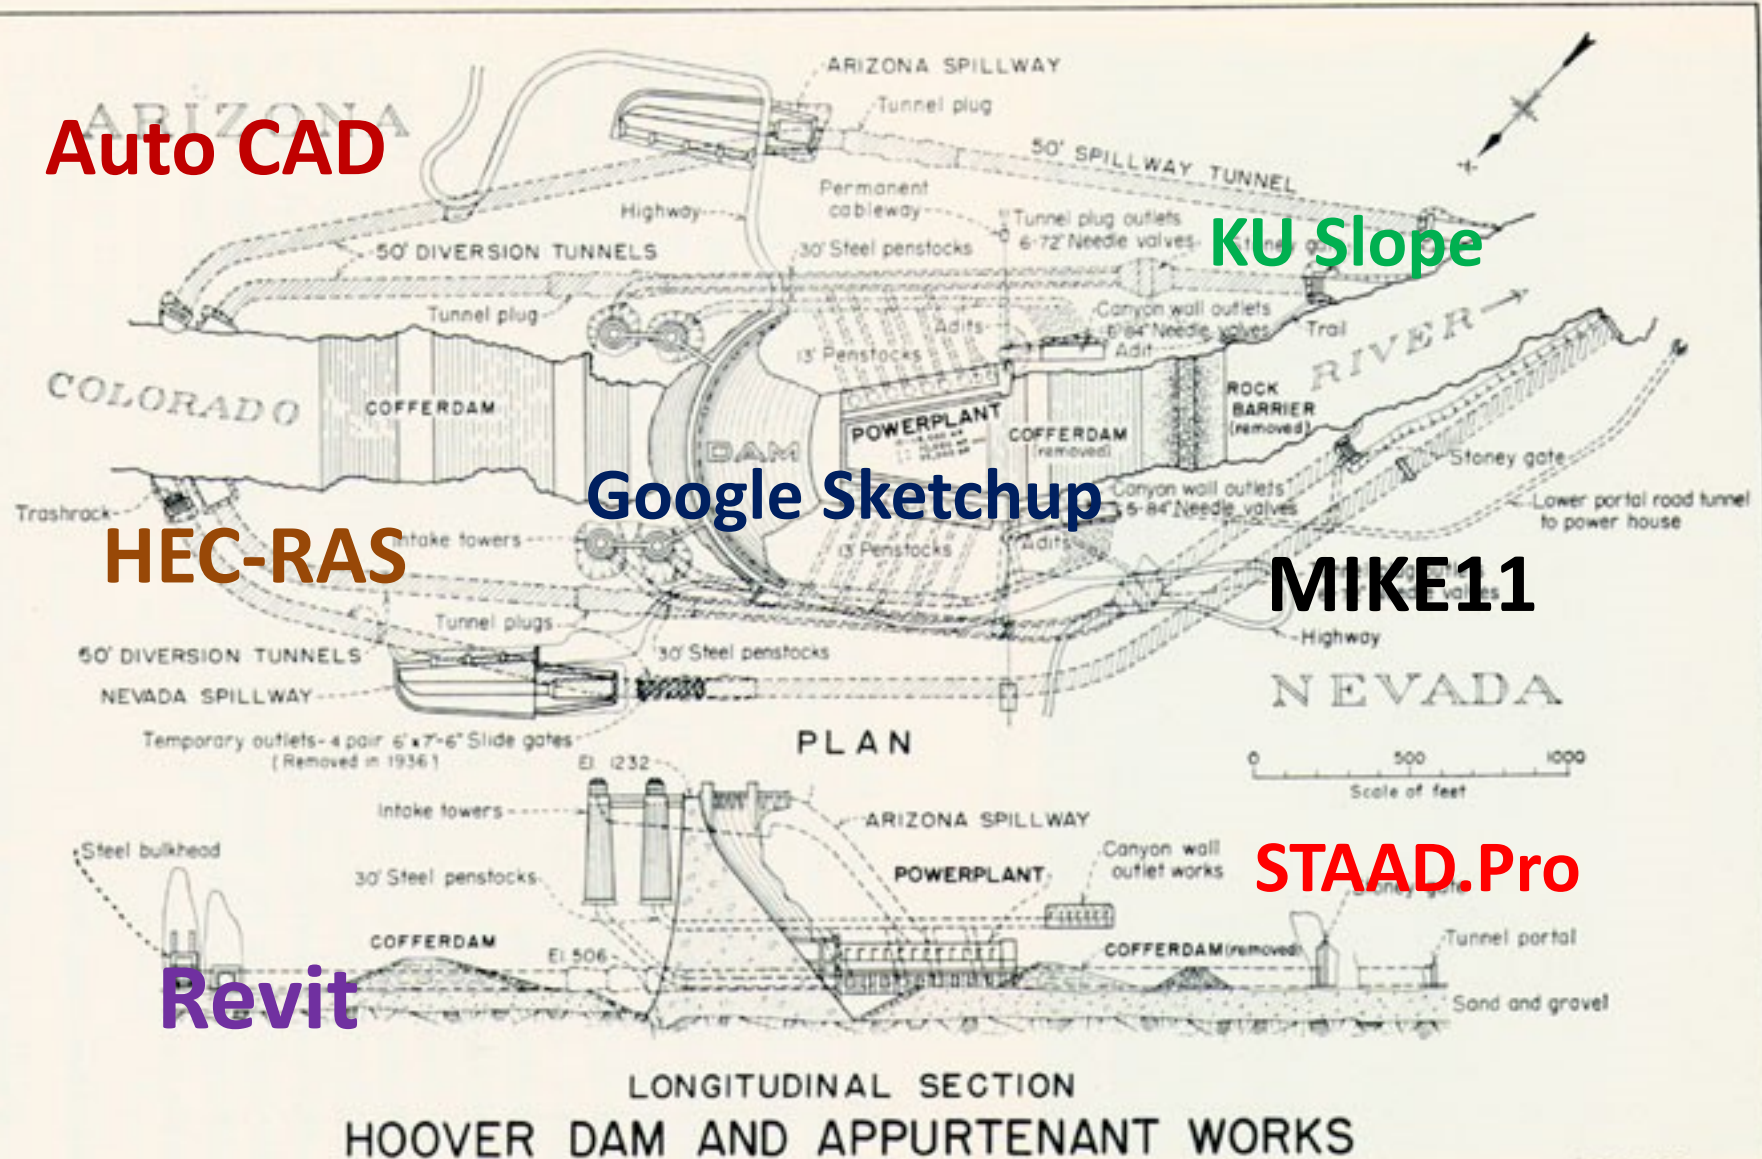 ARIZONA
Auto CAD
ARIZONA SPILLWAY
Tunnel plug
50' SPILLWAY TUNNEL
Permanent
cableway
Highway
Tunnel plug outlets
6-72" Needle valves
KU Slope
50' DIVERSION TUNNELS
30' Steel penstocks
Tunnel plug
Canyon wall outlets
6-84" Needle valves
Adits
Adit
Trail
13' Penstocks
RIVER
COLORADO
COFFERDAM
DAM
POWERPLANT
COFFERDAM
(removed)
ROCK
BARRIER
(removed)
Google Sketchup
Stoney gate
Canyon wall outlets
5-84" Needle valves
Lower portal road tunnel
to power house
Trashrack
HEC-RAS
Intake towers
13' Penstocks
Adits
MIKE11
Tunnel plugs
Highway
50' DIVERSION TUNNELS
30' Steel penstocks
NEVADA SPILLWAY
NEVADA
Temporary outlets-4 pair 6'x7'-6" Slide gates
(Removed in 1936)
PLAN
0 500 1000
Scale of feet
El. 1232
Intake towers
ARIZONA SPILLWAY
Steel bulkhead
30' Steel penstocks
POWERPLANT
Canyon wall
outlet works
STAAD.Pro
COFFERDAM
El 506
COFFERDAM (removed)
Tunnel portal
Revit
Sand and gravel
LONGITUDINAL SECTION
HOOVER DAM AND APPURTENANT WORKS